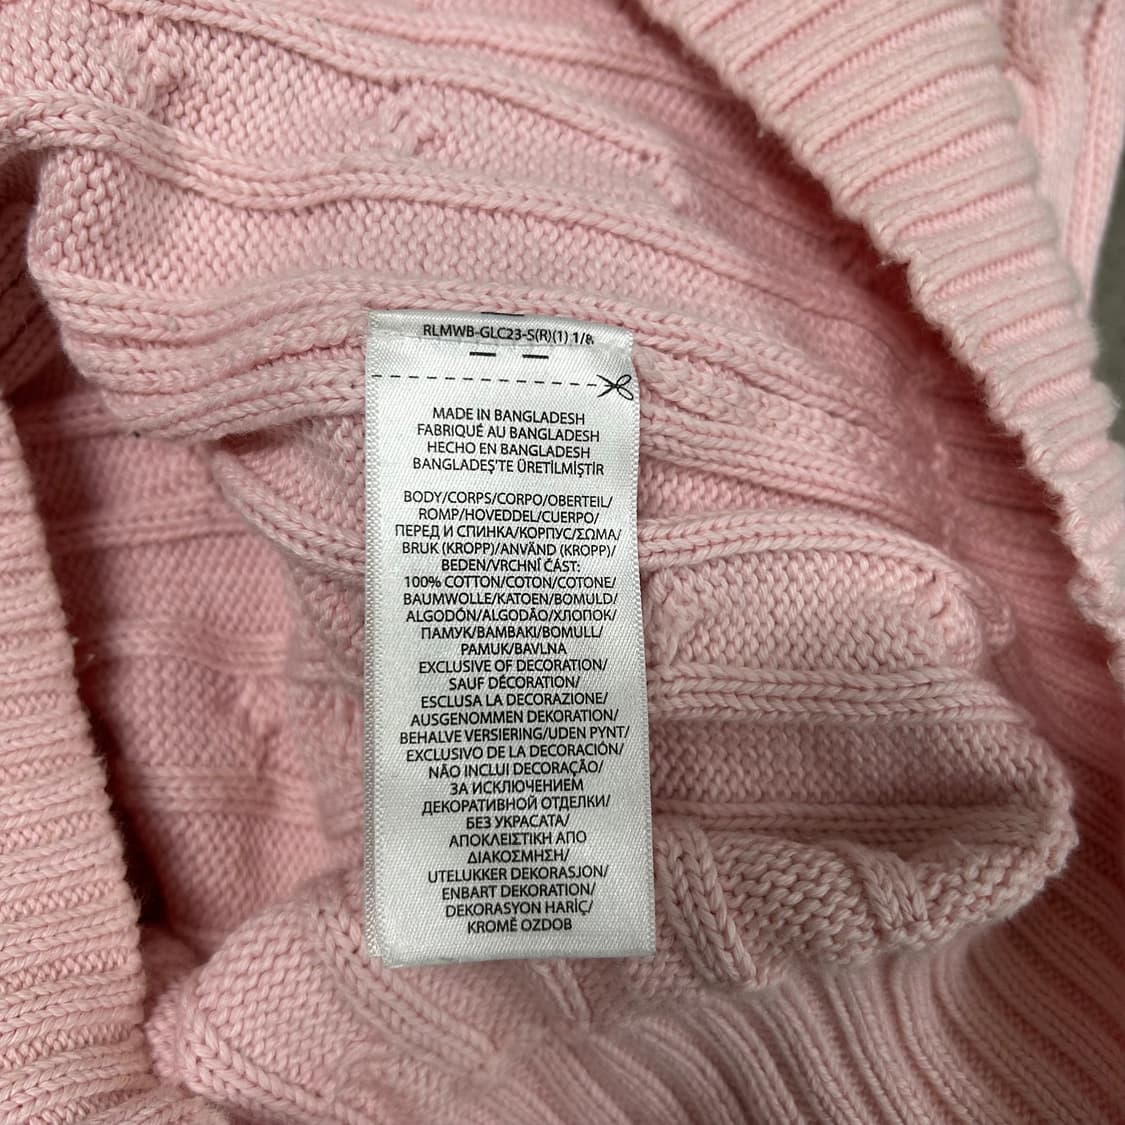 RLMWB-GLC23-S(R)(1) 1/8
MADE IN BANGLADESH
FABRIQUÉ AU BANGLADESH
HECHO EN BANGLADESH
BANGLADEŞ'TE ÜRETİLMİŞTİR
BODY/CORPS/CORPO/OBERTEIL/
ROMP/HOVEDDEL/CUERPO/
ПЕРЕД И СПИНКА/КОРПУС/ΣΩΜΑ/
BRUK (KROPP)/ANVÄND (KROPP)/
BEDEN/VRCHNÍ ČÁST:
100% COTTON/COTON/COTONE/
BAUMWOLLE/KATOEN/BOMULD/
ALGODÓN/ALGODÃO/ХЛОПОК/
ПАМУК/BAMBAKI/BOMULL/
PAMUK/BAVLNA
EXCLUSIVE OF DECORATION/
SAUF DÉCORATION/
ESCLUSA LA DECORAZIONE/
AUSGENOMMEN DEKORATION/
BEHALVE VERSIERING/UDEN PYNT/
EXCLUSIVO DE LA DECORACIÓN/
NÃO INCLUI DECORAÇÃO/
ЗА ИСКЛЮЧЕНИЕМ
ДЕКОРАТИВНОЙ ОТДЕЛКИ/
БЕЗ УКРАСАТА/
ΑΠΟΚΛΕΙΣΤΙΚΗ ΑΠΟ
ΔΙΑΚΟΣΜΗΣΗ/
UTELUKKER DEKORASJON/
ENBART DEKORATION/
DEKORASYON HARİÇ/
KROMĚ OZDOB